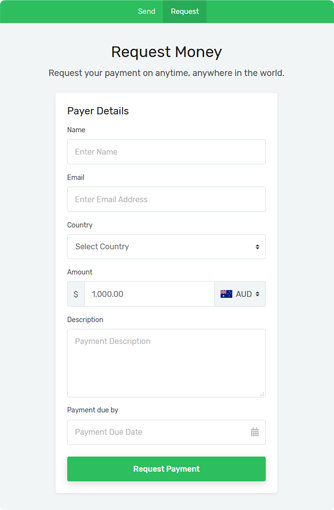 Send Request
Request Money
Request your payment on anytime, anywhere in the world.
Payer Details
Name
Enter Name
Email
Enter Email Address
Country
Select Country
Amount
$ 1,000.00 AUD
Description
Payment Description
Payment due by
Payment Due Date
Request Payment